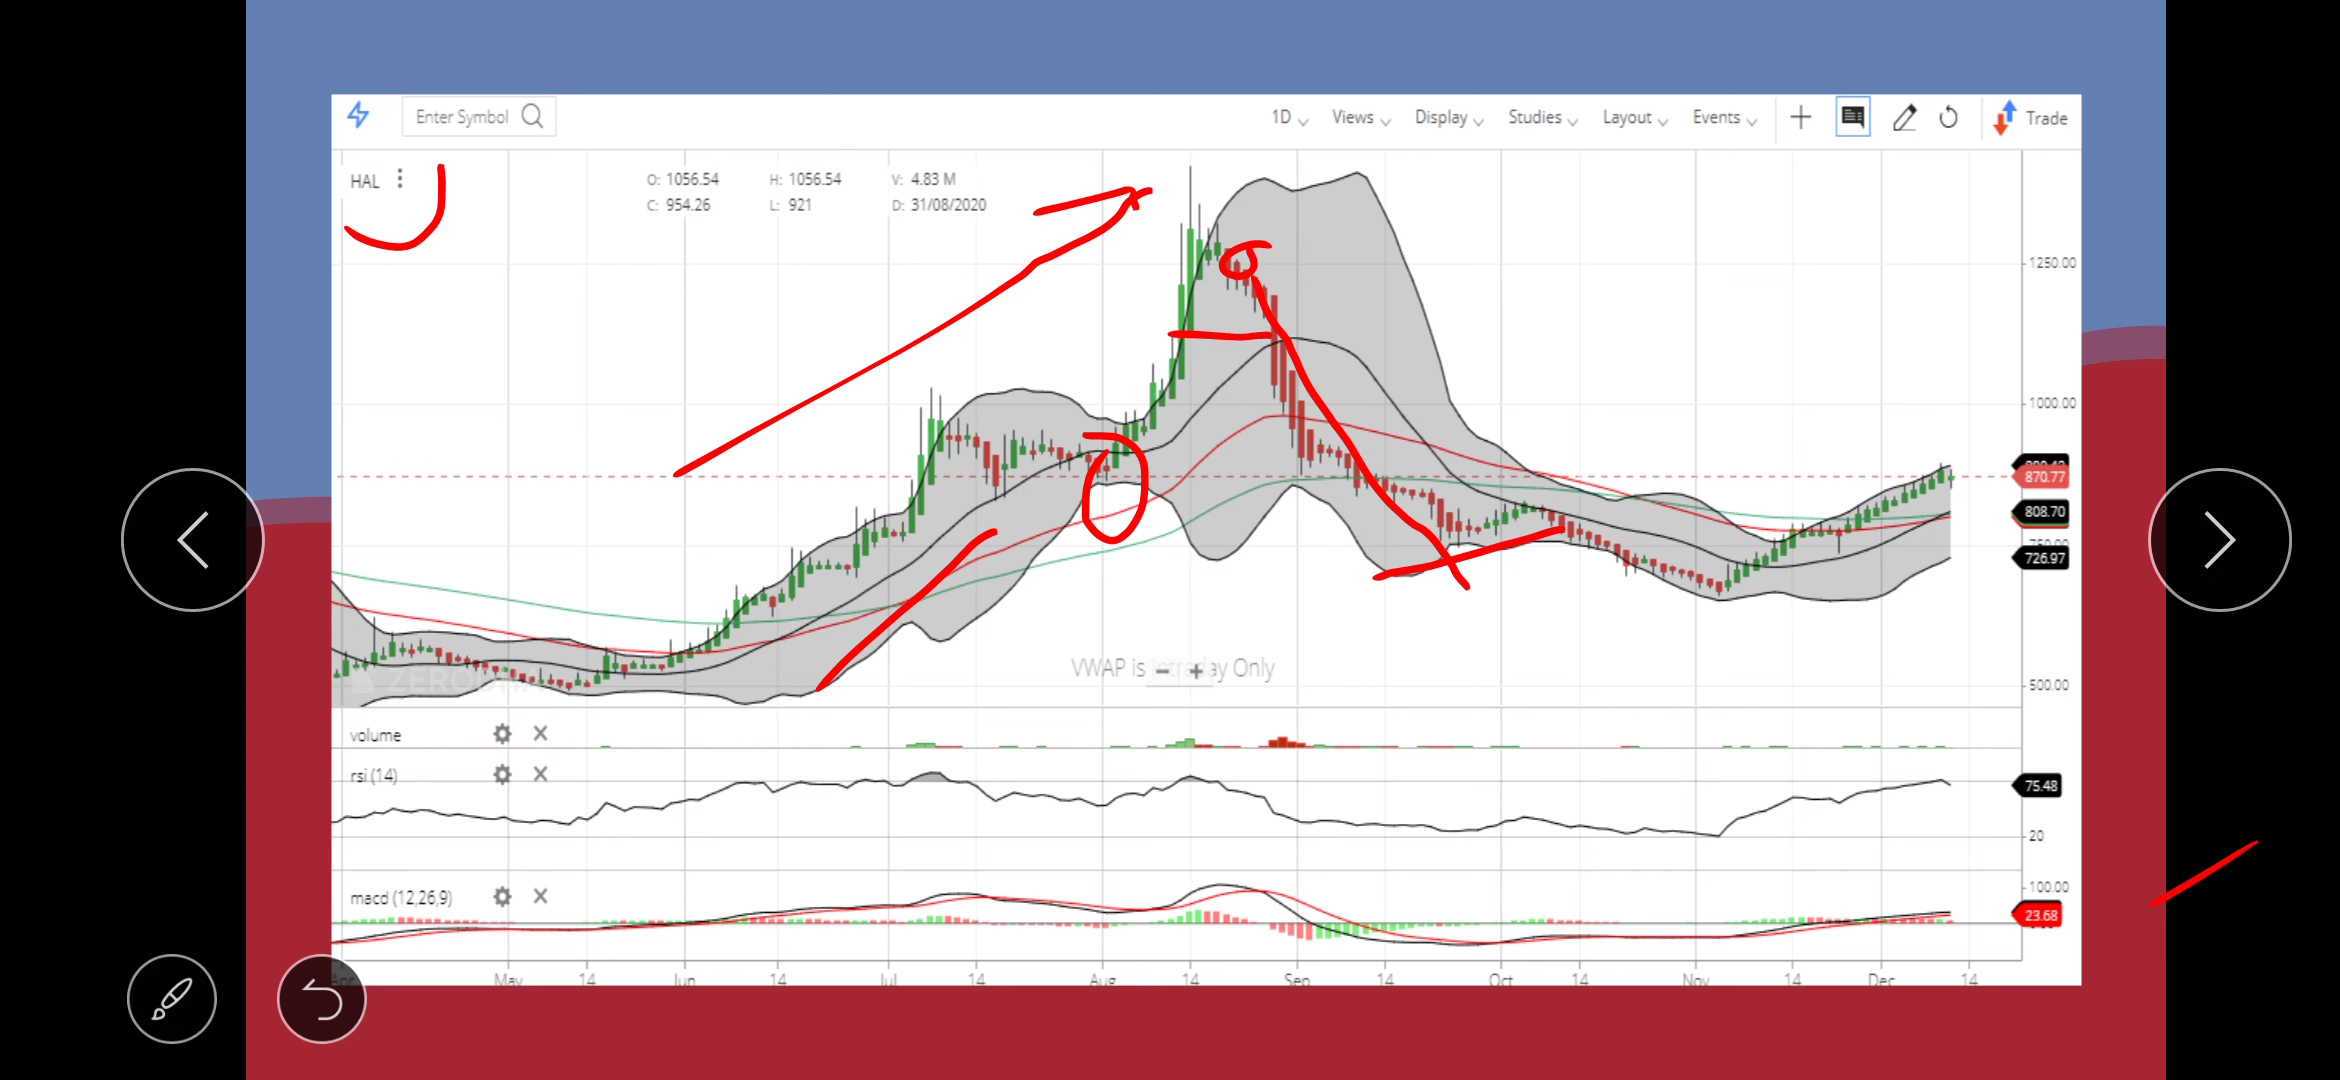 Enter Symbol 1D Views Display Studies Layout Events Trade
HAL O: 1056.54 H: 1056.54 V: 4.83 M
C: 954.26 L: 921 D: 31/08/2020
1250.00
1000.00
870.77
808.70
726.97
VWAP is
ay Only
500.00
volume
rsi (14)
75.48
20
macd (12,26,9)
100.00
23.68
May 14 Jun 14 Jul 14 Aug 14 Sep 14 Oct 14 Nov 14 Dec 14